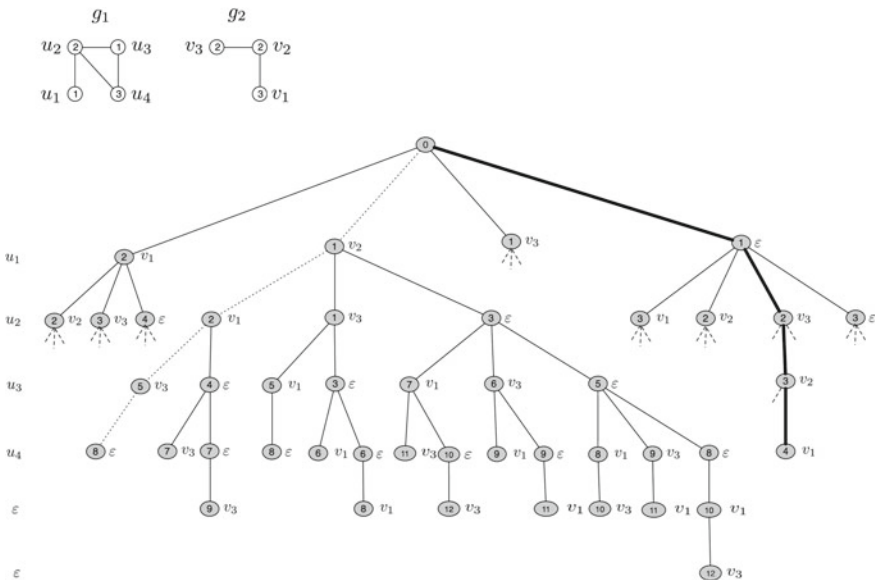 g₁ g₂
u₂ 2 1 u₃ v₃ 2 2 v₂
u₁ 1 3 u₄ 3 v₁
0
u₁ 2 v₁ 1 v₂ 1 v₃ 1 ε
u₂ 2 v₂ 3 v₃ 4 ε 2 v₁ 1 v₃ 3 ε 3 v₁ 2 v₂ 2 v₃ 3 ε
u₃ 5 v₃ 4 ε 5 v₁ 3 ε 7 v₁ 6 v₃ 5 ε 3 v₂
u₄ 8 ε 7 v₃ 7 ε 8 ε 6 v₁ 6 ε 11 v₃ 10 ε 9 v₁ 9 ε 8 v₁ 9 v₃ 8 ε 4 v₁
ε 9 v₃ 8 v₁ 12 v₃ 11 v₁ 10 v₃ 11 v₁ 10 v₁
ε 12 v₃